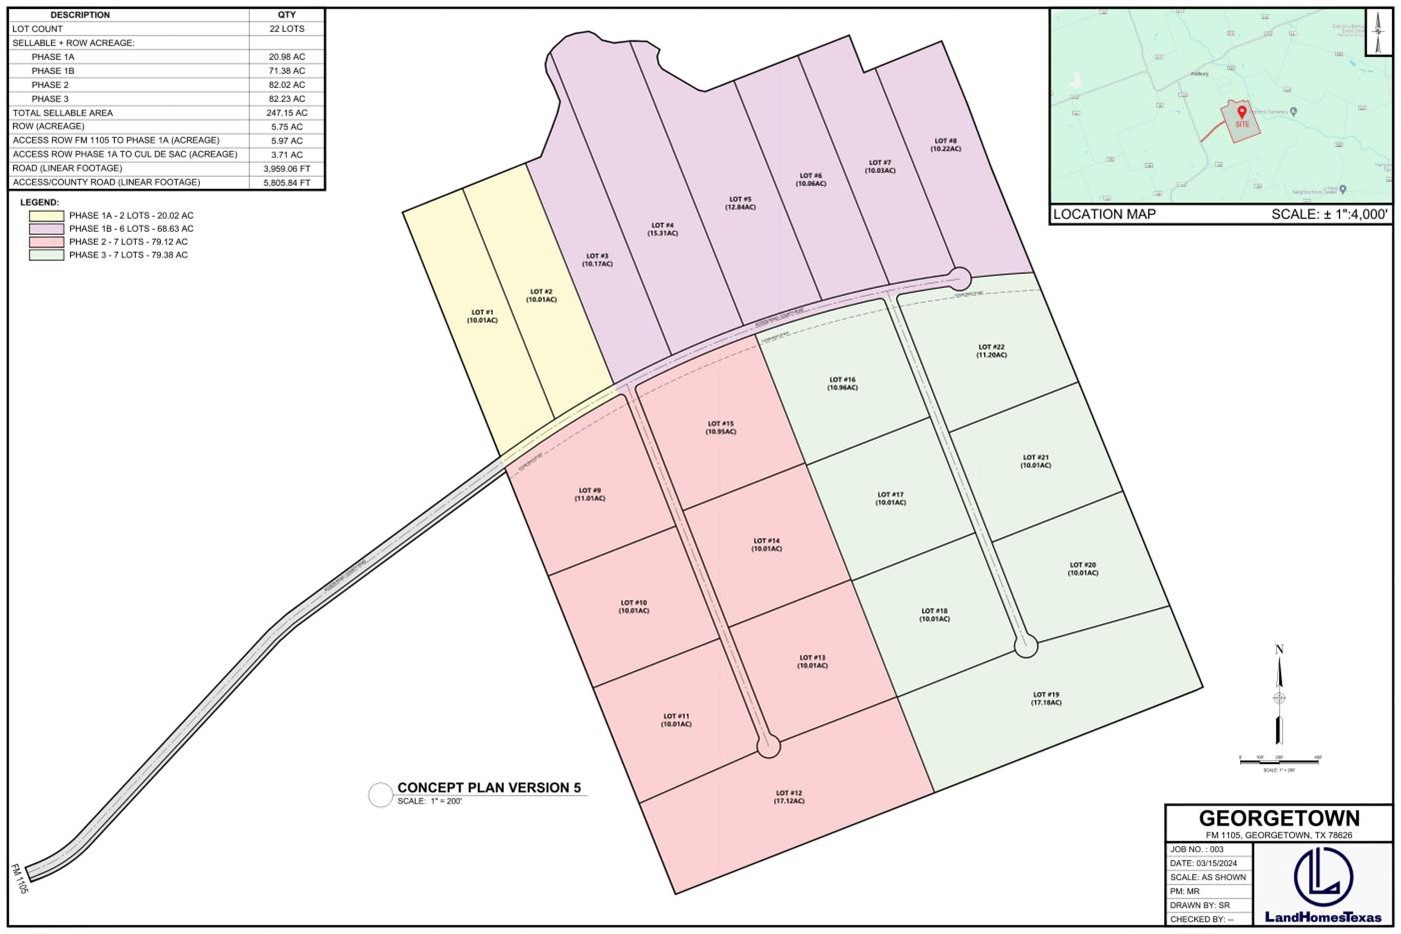 DESCRIPTION QTY
LOT COUNT 22 LOTS
SELLABLE + ROW ACREAGE:
PHASE 1A 20.98 AC
PHASE 1B 71.38 AC
PHASE 2 82.02 AC
PHASE 3 82.23 AC
TOTAL SELLABLE AREA 247.15 AC
ROW (ACREAGE) 5.75 AC
ACCESS ROW FM 1105 TO PHASE 1A (ACREAGE) 5.97 AC
ACCESS ROW PHASE 1A TO CUL DE SAC (ACREAGE) 3.71 AC
ROAD (LINEAR FOOTAGE) 3,959.06 FT
ACCESS/COUNTY ROAD (LINEAR FOOTAGE) 5,805.84 FT
LEGEND:
PHASE 1A - 2 LOTS - 20.02 AC
PHASE 1B - 6 LOTS - 68.63 AC
PHASE 2 - 7 LOTS - 79.12 AC
PHASE 3 - 7 LOTS - 79.38 AC
SITE
LOCATION MAP SCALE: ± 1":4,000'
LOT #8
(10.22AC)
LOT #7
(10.03AC)
LOT #6
(10.06AC)
LOT #5
(12.84AC)
LOT #4
(15.31AC)
LOT #3
(10.17AC)
LOT #2
(10.01AC)
LOT #1
(10.01AC)
LOT #22
(11.20AC)
LOT #16
(10.96AC)
LOT #15
(10.95AC)
LOT #21
(10.01AC)
LOT #9
(11.01AC)
LOT #17
(10.01AC)
LOT #14
(10.01AC)
LOT #20
(10.01AC)
LOT #10
(10.01AC)
LOT #18
(10.01AC)
LOT #13
(10.01AC)
LOT #19
(17.18AC)
LOT #11
(10.01AC)
LOT #12
(17.12AC)
FM 1105
CONCEPT PLAN VERSION 5
SCALE: 1" = 200'
N
SCALE: 1" = 200'
GEORGETOWN
FM 1105, GEORGETOWN, TX 78626
JOB NO. : 003
DATE: 03/15/2024
SCALE: AS SHOWN
PM: MR
DRAWN BY: SR
CHECKED BY: --
LandHomesTexas